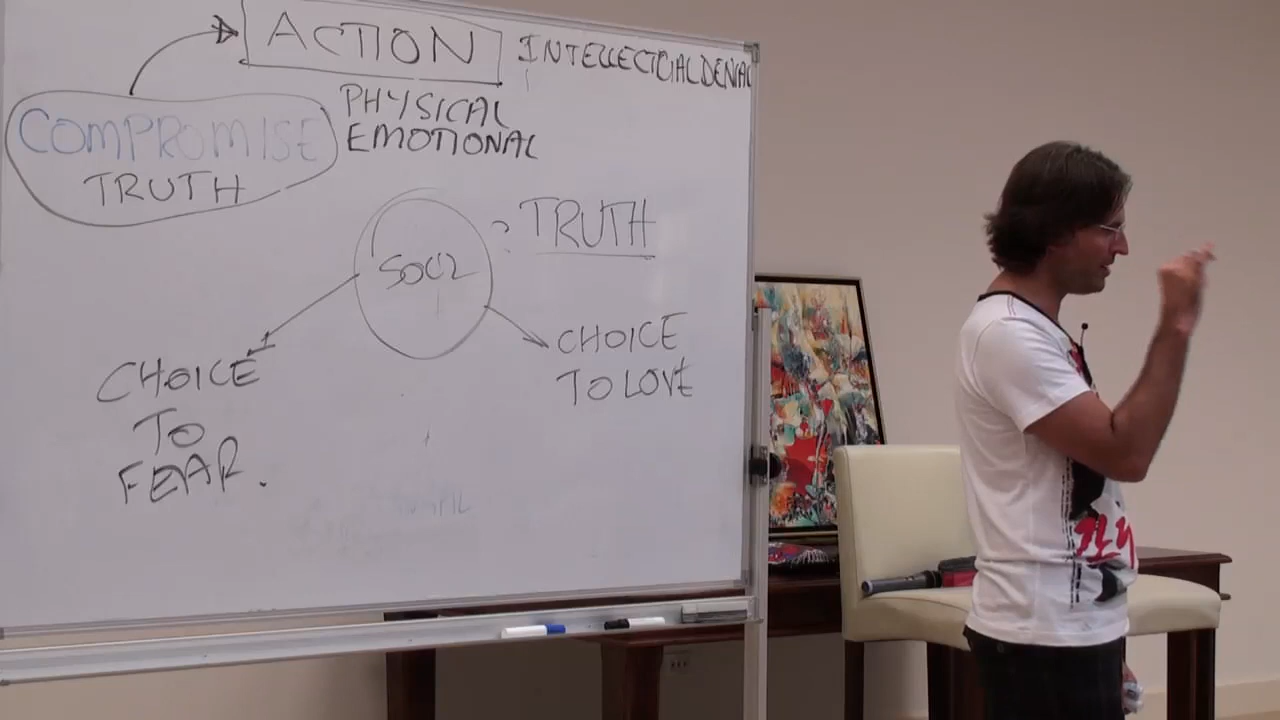 ACTION
INTELLECTUAL DENIAL
COMPROMISE
TRUTH
PHYSICAL
EMOTIONAL
SOUL
? TRUTH
CHOICE
TO
FEAR.
CHOICE
TO LOVE